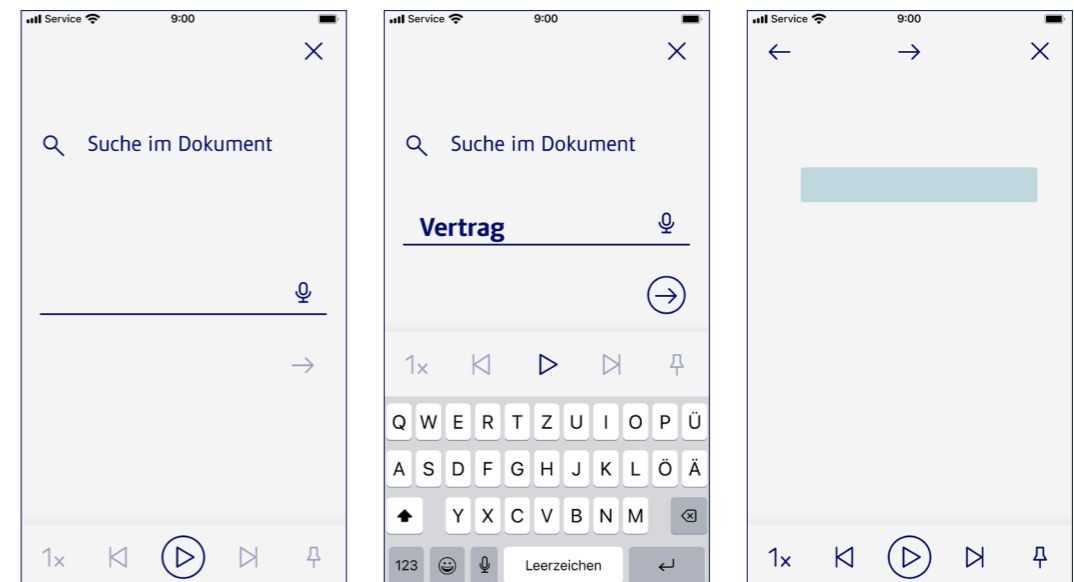 Service 9:00
Suche im Dokument
1x
Service 9:00
Suche im Dokument
Vertrag
1x
Q W E R T Z U I O P Ü
A S D F G H J K L Ö Ä
Y X C V B N M
123 Leerzeichen
Service 9:00
1x